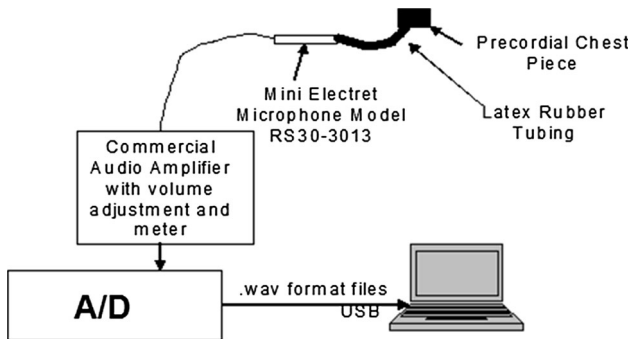 Precordial Chest
Piece
Mini Electret
Microphone Model
RS30-3013
Latex Rubber
Tubing
Commercial
Audio Amplifier
with volume
adjustment and
meter
A/D
.wav format files
USB